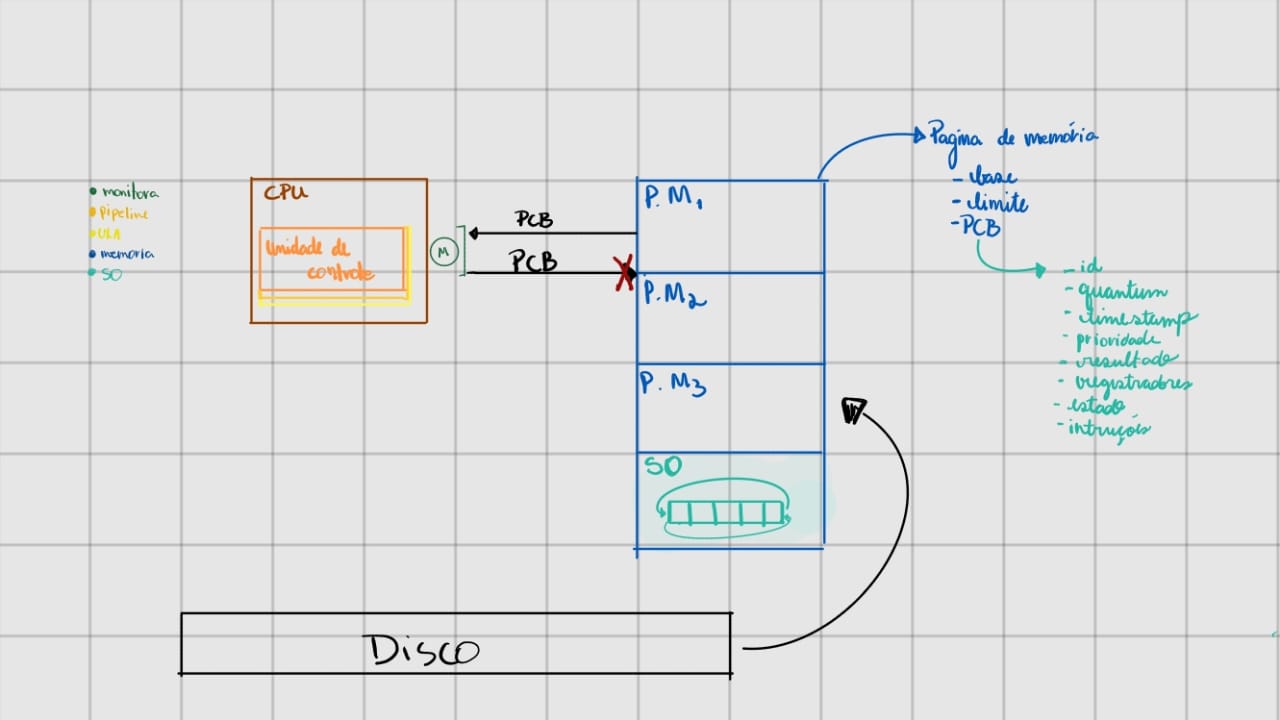 Pagina de memória
- base
- limite
- PCB
- id
- quantum
- timestamp
- prioridade
- resultado
- registradores
- estado
- intruções
• monitora
• Pipeline
• ULA
• memoria
• SO
CPU
Unidade de
controle
M
PCB
PCB
P. M1
P. M2
P. M3
SO
Disco